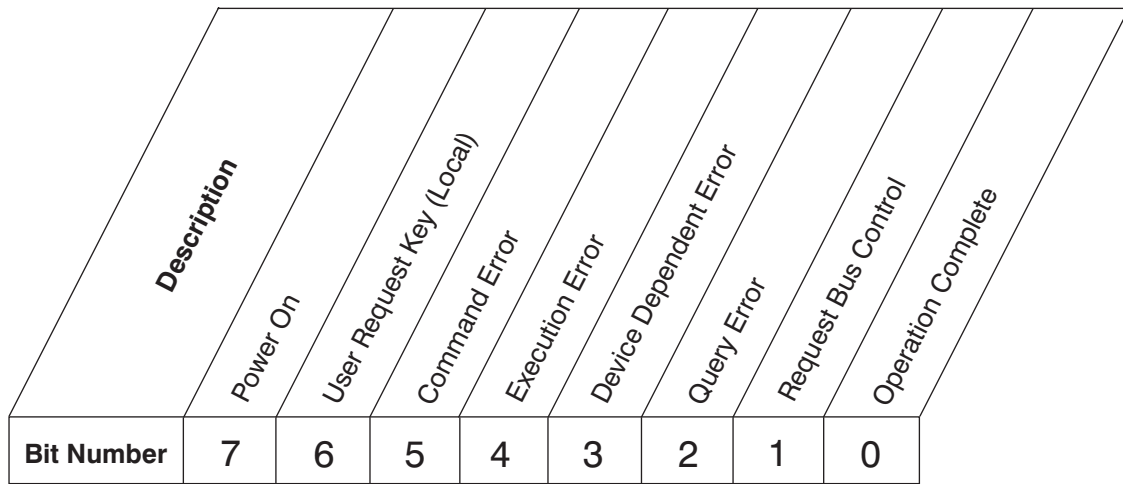 Description
Power On
User Request Key (Local)
Command Error
Execution Error
Device Dependent Error
Query Error
Request Bus Control
Operation Complete
Bit Number 7 6 5 4 3 2 1 0